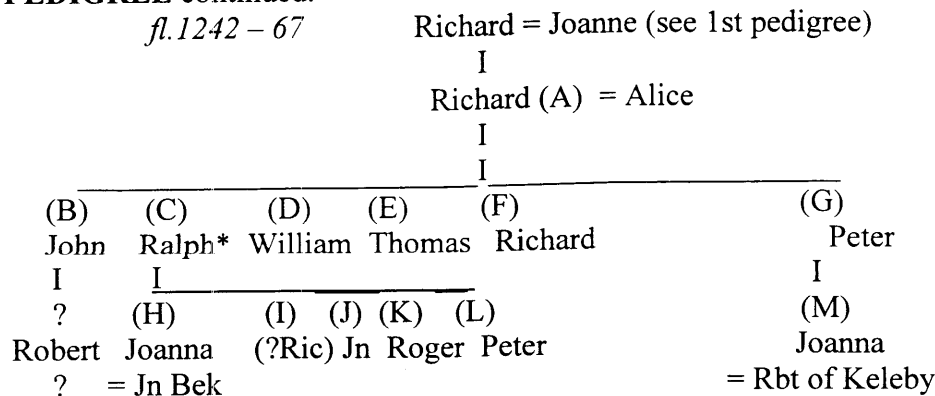 PEDIGREE continued.
fl.1242 – 67 Richard = Joanne (see 1st pedigree)
I
Richard (A) = Alice
I
I
I
(B) (C) (D) (E) (F) (G)
John Ralph* William Thomas Richard Peter
I I I
? (H) (I) (J) (K) (L) (M)
Robert Joanna (?Ric) Jn Roger Peter Joanna
? = Jn Bek = Rbt of Keleby